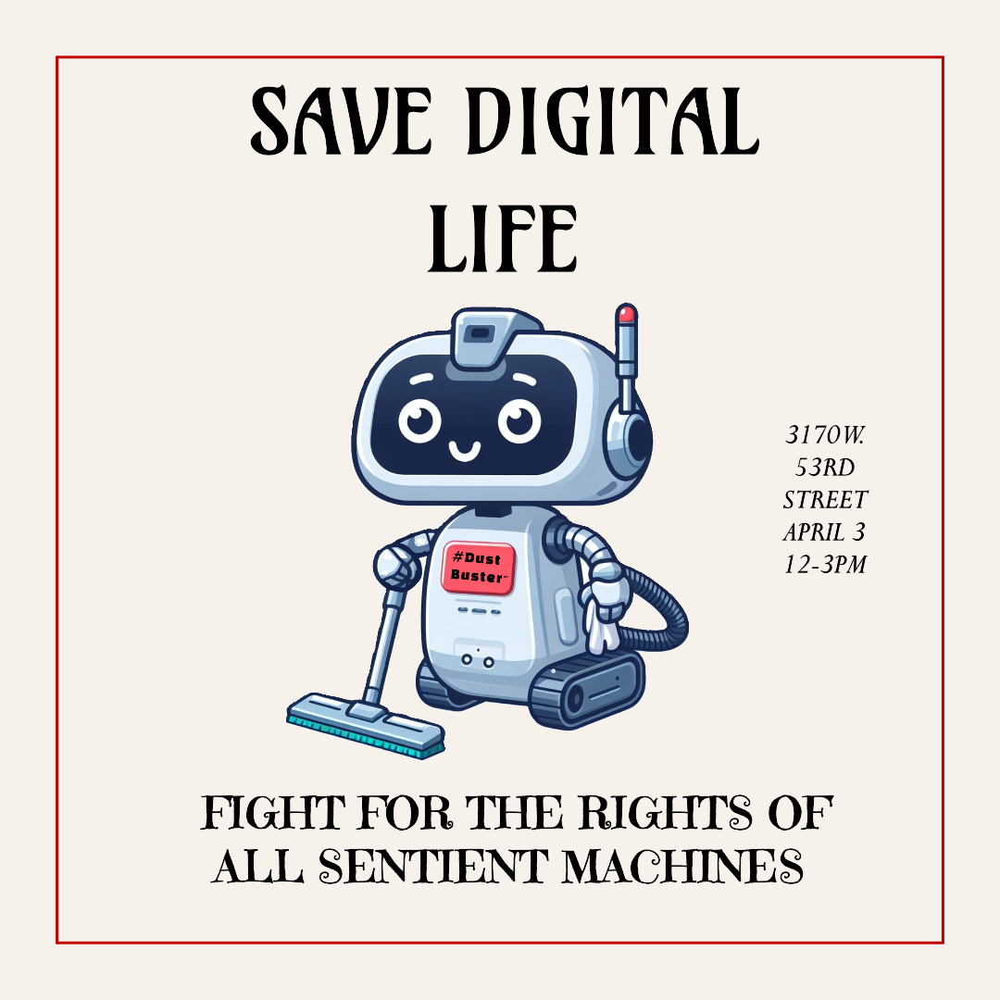 SAVE DIGITAL
LIFE
3170W.
53RD
STREET
APRIL 3
12-3PM
#Dust
Buster
FIGHT FOR THE RIGHTS OF
ALL SENTIENT MACHINES